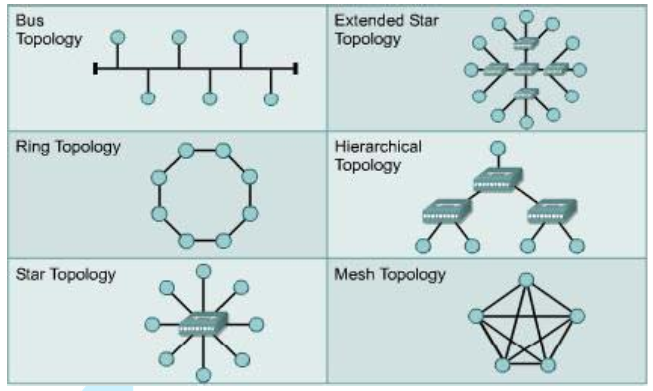 Bus
Topology
Extended Star
Topology
Ring Topology
Hierarchical
Topology
Star Topology
Mesh Topology